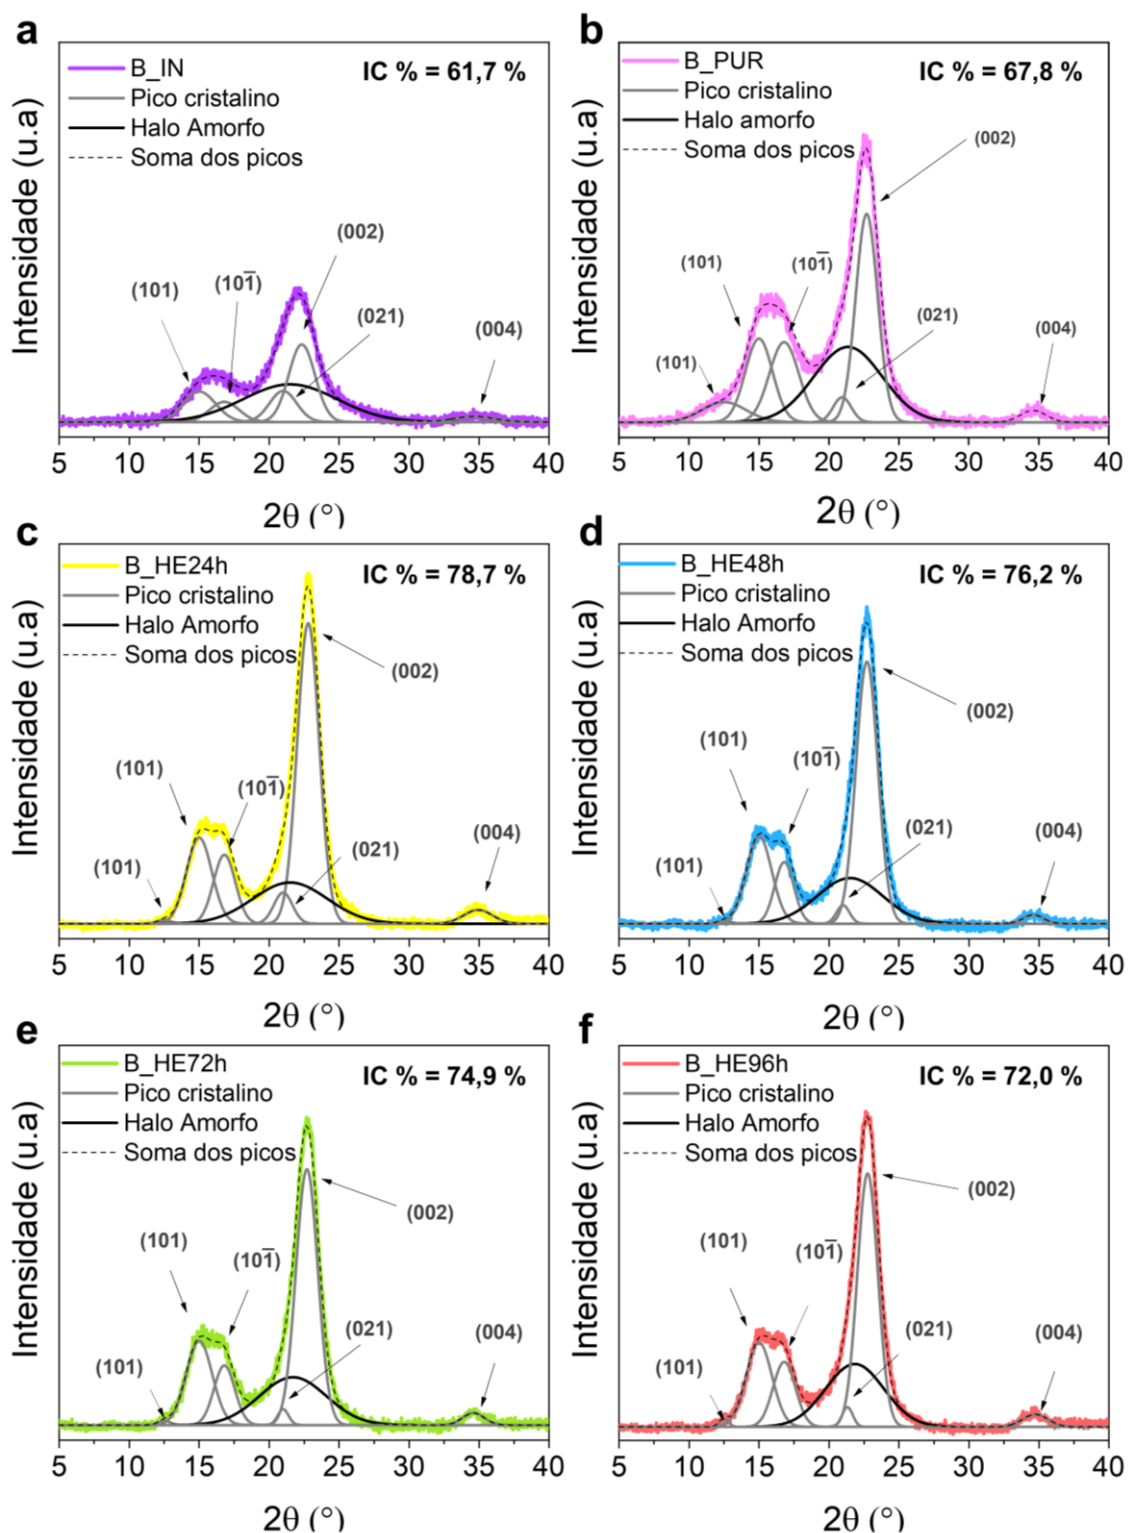 a
B_IN
IC % = 61,7 %
Pico cristalino
Halo Amorfo
Soma dos picos
(002)
(101)
(101̅)
(021)
(004)
Intensidade (u.a)
5 10 15 20 25 30 35 40
2θ (°)
b
B_PUR
IC % = 67,8 %
Pico cristalino
Halo amorfo
Soma dos picos
(002)
(101)
(101̅)
(021)
(004)
(101)
Intensidade (u.a)
5 10 15 20 25 30 35 40
2θ (°)
c
B_HE24h
IC % = 78,7 %
Pico cristalino
Halo Amorfo
Soma dos picos
(002)
(101)
(101̅)
(021)
(004)
(101)
Intensidade (u.a)
5 10 15 20 25 30 35 40
2θ (°)
d
B_HE48h
IC % = 76,2 %
Pico cristalino
Halo Amorfo
Soma dos picos
(002)
(101)
(101̅)
(021)
(004)
(101)
Intensidade (u.a)
5 10 15 20 25 30 35 40
2θ (°)
e
B_HE72h
IC % = 74,9 %
Pico cristalino
Halo Amorfo
Soma dos picos
(002)
(101)
(101̅)
(021)
(004)
(101)
Intensidade (u.a)
5 10 15 20 25 30 35 40
2θ (°)
f
B_HE96h
IC % = 72,0 %
Pico cristalino
Halo Amorfo
Soma dos picos
(002)
(101)
(101̅)
(021)
(004)
(101)
Intensidade (u.a)
5 10 15 20 25 30 35 40
2θ (°)